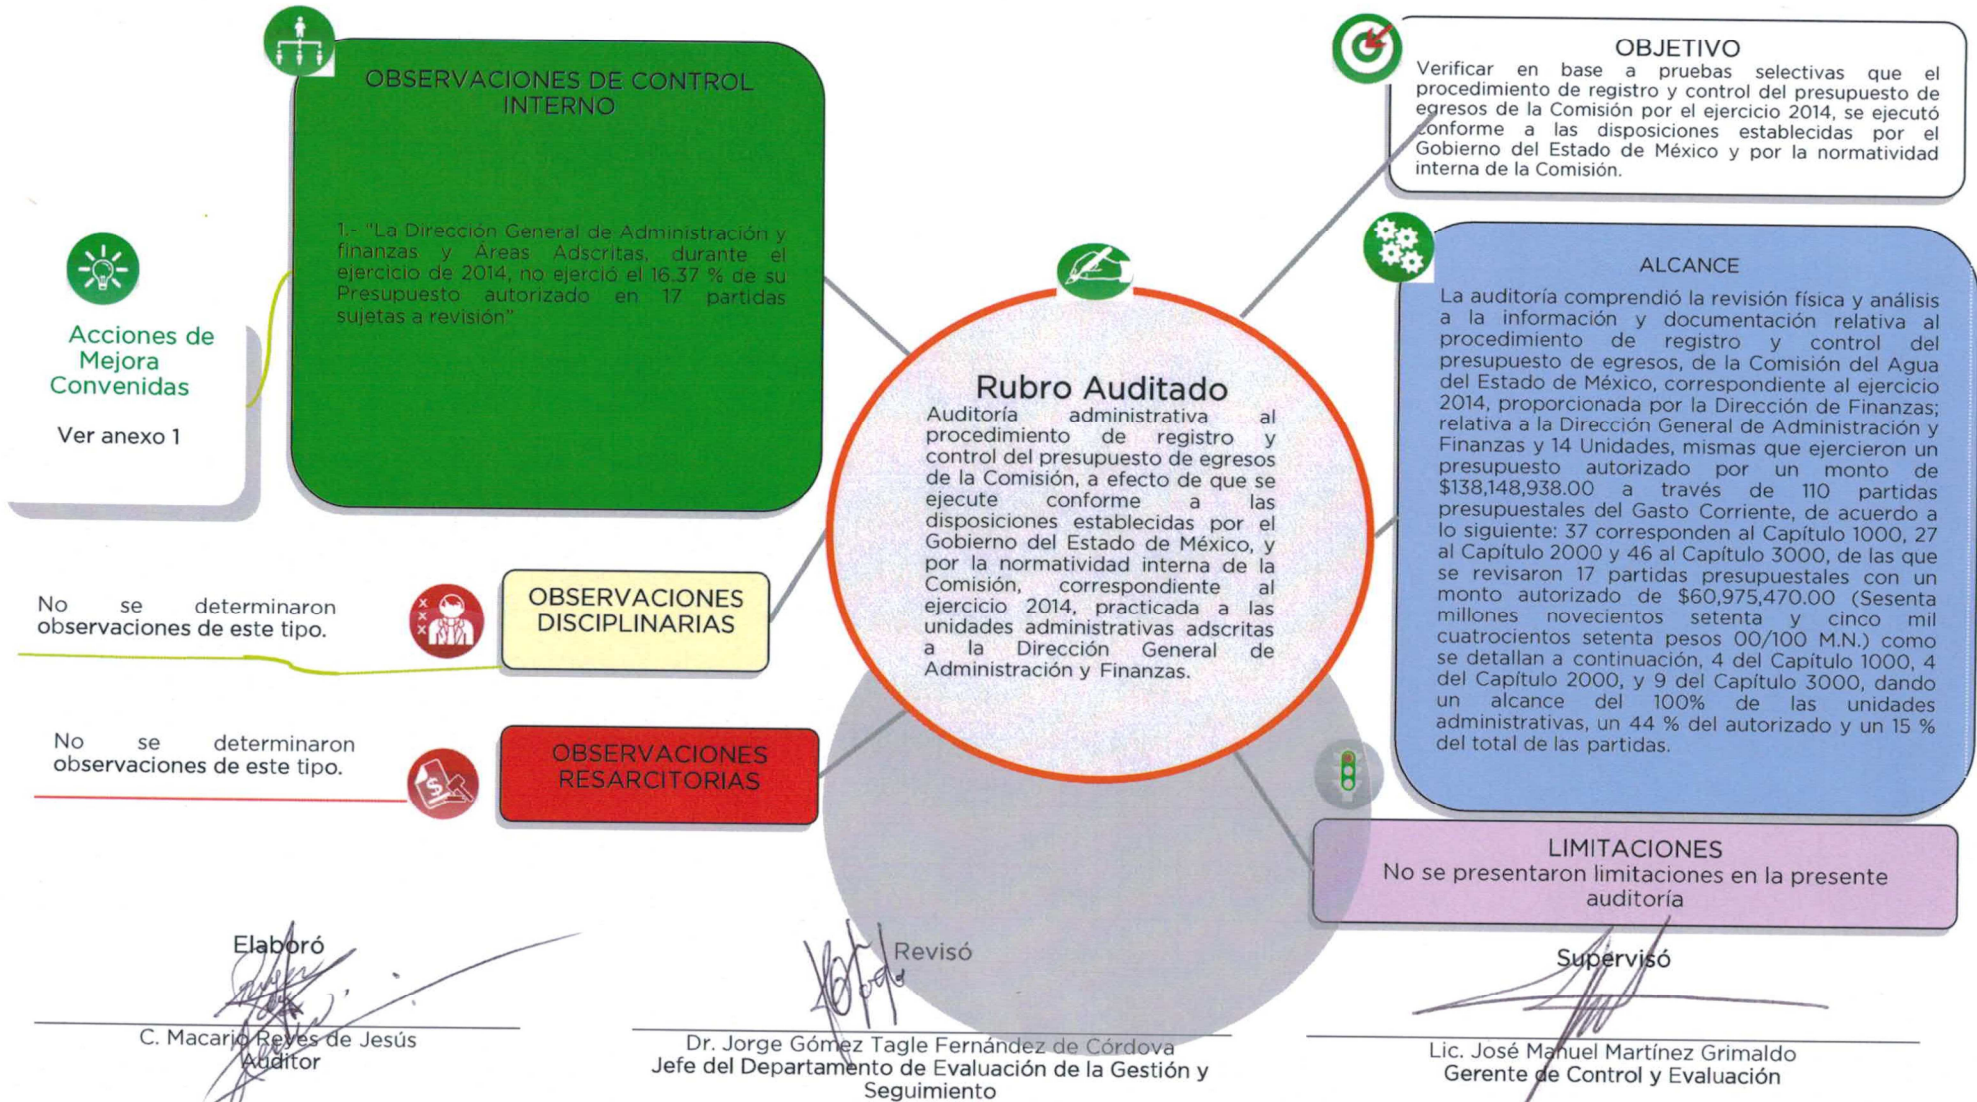 OBSERVACIONES DE CONTROL
INTERNO
1.- "La Dirección General de Administración y
finanzas y Áreas Adscritas, durante el
ejercicio de 2014, no ejerció el 16.37 % de su
Presupuesto autorizado en 17 partidas
sujetas a revisión"
Acciones de
Mejora
Convenidas
Ver anexo 1
No se determinaron
observaciones de este tipo.
OBSERVACIONES
DISCIPLINARIAS
No se determinaron
observaciones de este tipo.
OBSERVACIONES
RESARCITORIAS
Rubro Auditado
Auditoría administrativa al
procedimiento de registro y
control del presupuesto de egresos
de la Comisión, a efecto de que se
ejecute conforme a las
disposiciones establecidas por el
Gobierno del Estado de México, y
por la normatividad interna de la
Comisión, correspondiente al
ejercicio 2014, practicada a las
unidades administrativas adscritas
a la Dirección General de
Administración y Finanzas.
OBJETIVO
Verificar en base a pruebas selectivas que el
procedimiento de registro y control del presupuesto de
egresos de la Comisión por el ejercicio 2014, se ejecutó
conforme a las disposiciones establecidas por el
Gobierno del Estado de México y por la normatividad
interna de la Comisión.
ALCANCE
La auditoría comprendió la revisión física y análisis
a la información y documentación relativa al
procedimiento de registro y control del
presupuesto de egresos, de la Comisión del Agua
del Estado de México, correspondiente al ejercicio
2014, proporcionada por la Dirección de Finanzas;
relativa a la Dirección General de Administración y
Finanzas y 14 Unidades, mismas que ejercieron un
presupuesto autorizado por un monto de
$138,148,938.00 a través de 110 partidas
presupuestales del Gasto Corriente, de acuerdo a
lo siguiente: 37 corresponden al Capítulo 1000, 27
al Capítulo 2000 y 46 al Capítulo 3000, de las que
se revisaron 17 partidas presupuestales con un
monto autorizado de $60,975,470.00 (Sesenta
millones novecientos setenta y cinco mil
cuatrocientos setenta pesos 00/100 M.N.) como
se detallan a continuación, 4 del Capítulo 1000, 4
del Capítulo 2000, y 9 del Capítulo 3000, dando
un alcance del 100% de las unidades
administrativas, un 44 % del autorizado y un 15 %
del total de las partidas.
LIMITACIONES
No se presentaron limitaciones en la presente
auditoría
Elaboró
C. Macario Reyes de Jesús
Auditor
Revisó
Dr. Jorge Gómez Tagle Fernández de Córdova
Jefe del Departamento de Evaluación de la Gestión y
Seguimiento
Supervisó
Lic. José Manuel Martínez Grimaldo
Gerente de Control y Evaluación